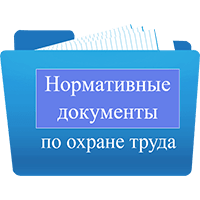 Нормативные
документы
по охране труда